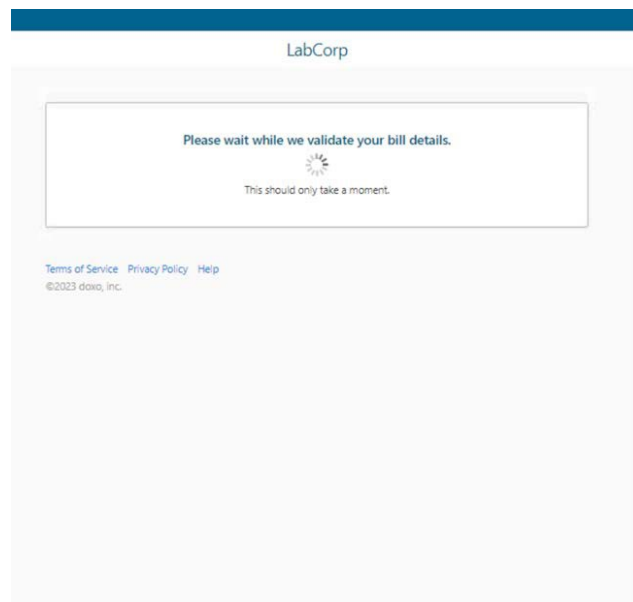 LabCorp
Please wait while we validate your bill details.
This should only take a moment.
Terms of Service Privacy Policy Help
©2023 doxo, inc.